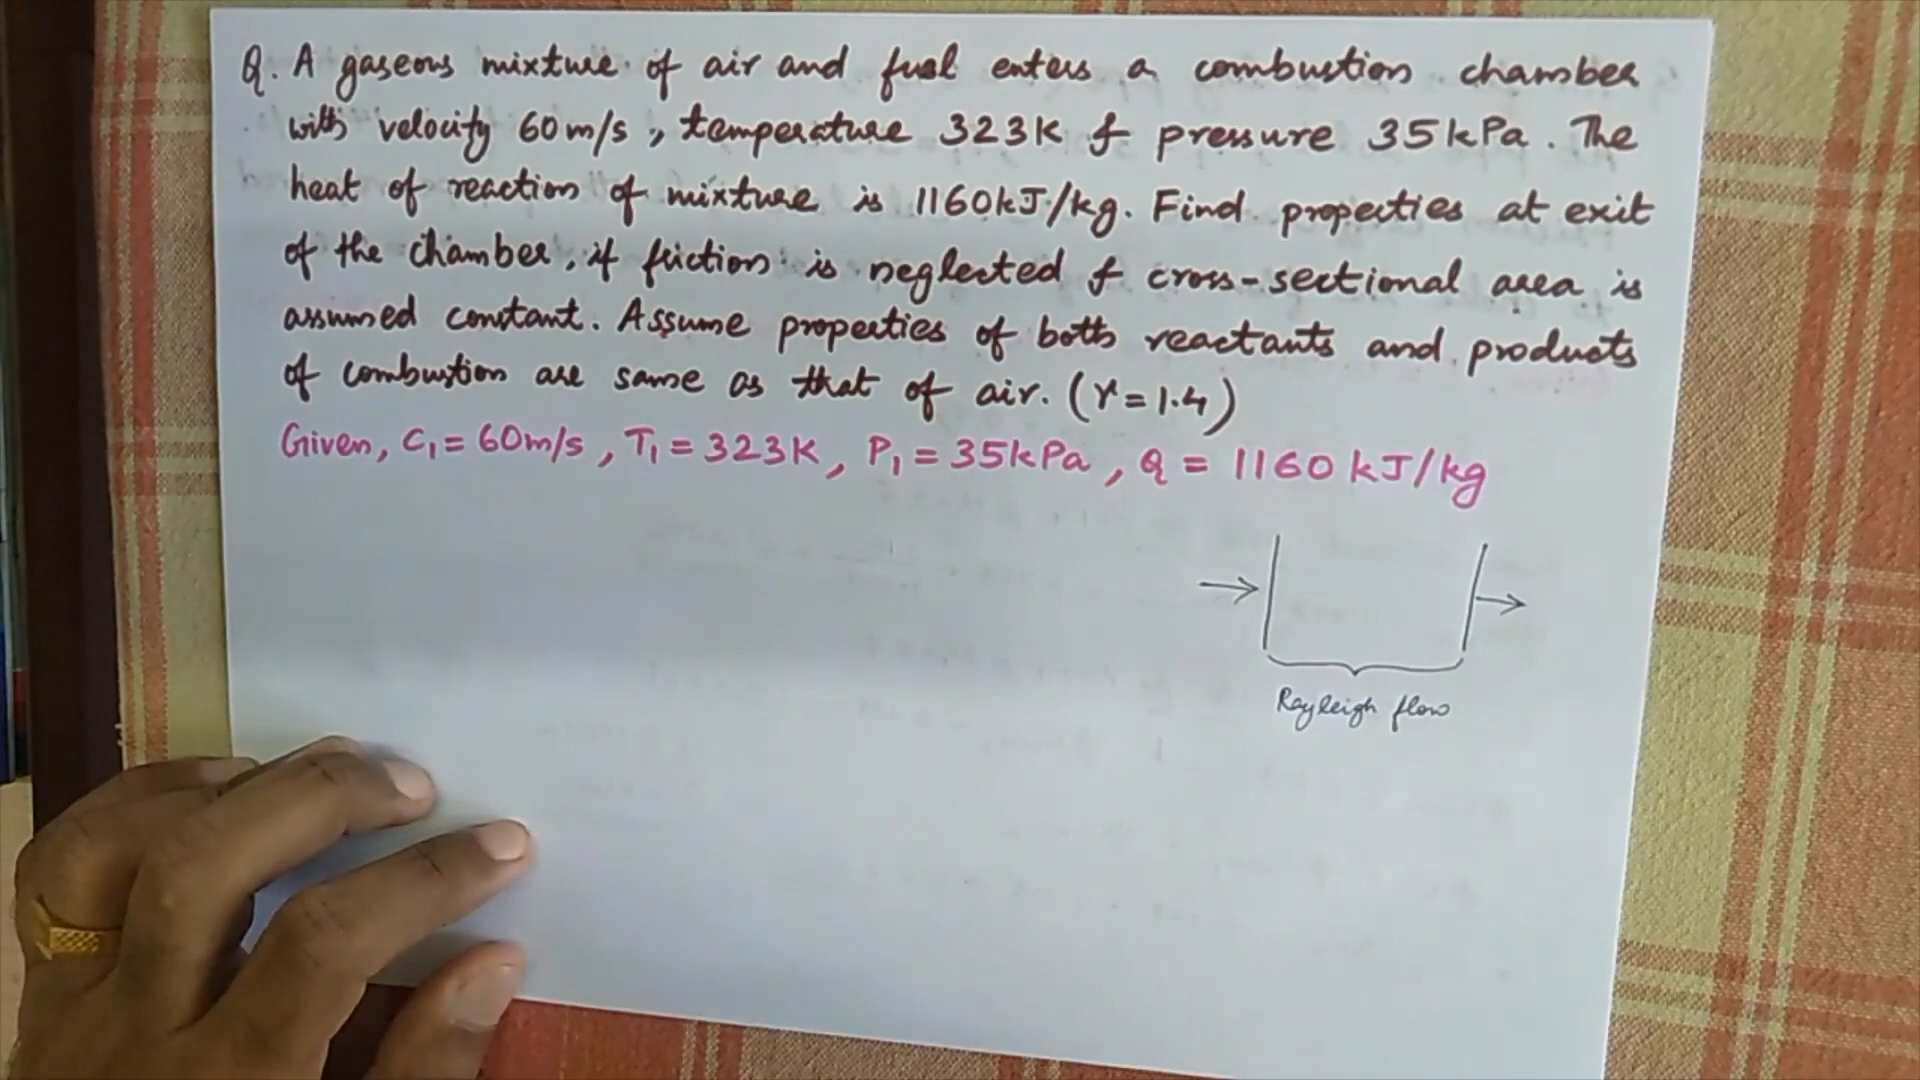 Q. A gaseous mixture of air and fuel enters a combustion chamber
with velocity 60m/s, temperature 323K & pressure 35kPa. The
heat of reaction of mixture is 1160kJ/kg. Find properties at exit
of the chamber, if friction is neglected & cross-sectional area is
assumed constant. Assume properties of both reactants and products
of combustion are same as that of air. (γ=1.4)
Given, C₁ = 60m/s, T₁ = 323K, P₁ = 35kPa, Q = 1160 kJ/kg
Rayleigh flow